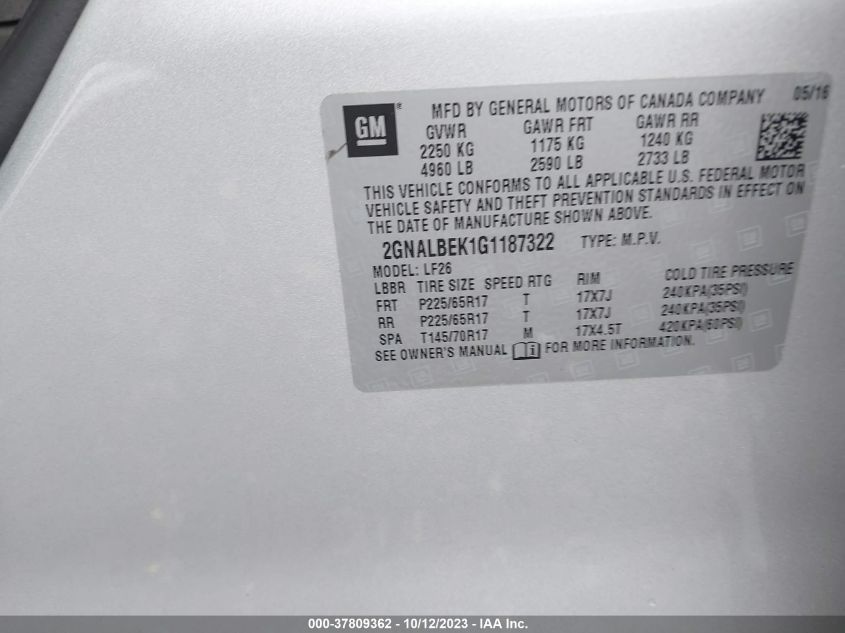 MFD BY GENERAL MOTORS OF CANADA COMPANY 05/16
GM ®
GVWR GAWR FRT GAWR RR
2250 KG 1175 KG 1240 KG
4960 LB 2590 LB 2733 LB
THIS VEHICLE CONFORMS TO ALL APPLICABLE U.S. FEDERAL MOTOR
VEHICLE SAFETY AND THEFT PREVENTION STANDARDS IN EFFECT ON
THE DATE OF MANUFACTURE SHOWN ABOVE.
2GNALBEK1G1187322 TYPE: M.P.V.
MODEL: LF26
LBBR TIRE SIZE SPEED RTG RIM COLD TIRE PRESSURE
FRT P225/65R17 T 17X7J 240KPA(35PSI)
RR P225/65R17 T 17X7J 240KPA(35PSI)
SPA T145/70R17 M 17X4.5T 420KPA(60PSI)
SEE OWNER'S MANUAL i FOR MORE INFORMATION.
000-37809362 - 10/12/2023 - IAA Inc.